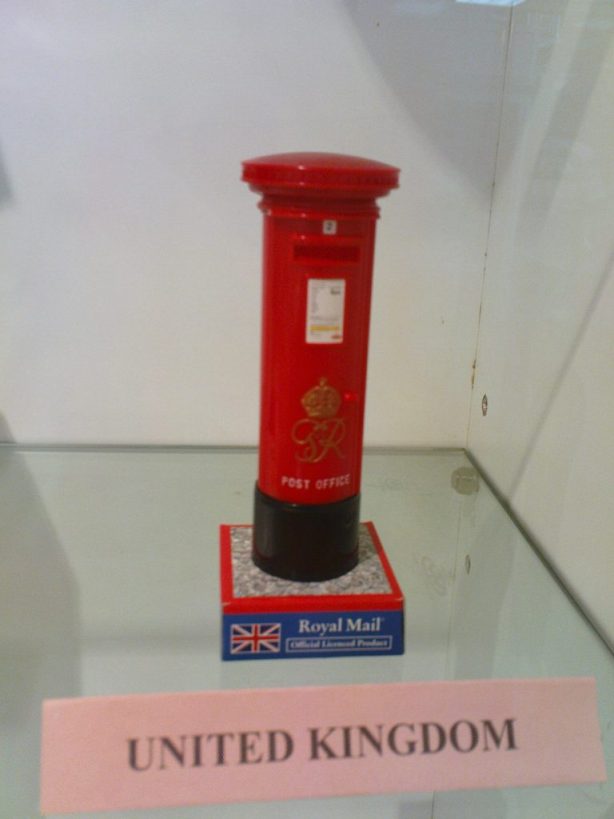 2
GR
POST OFFICE
Royal Mail
Official Licensed Product
UNITED KINGDOM